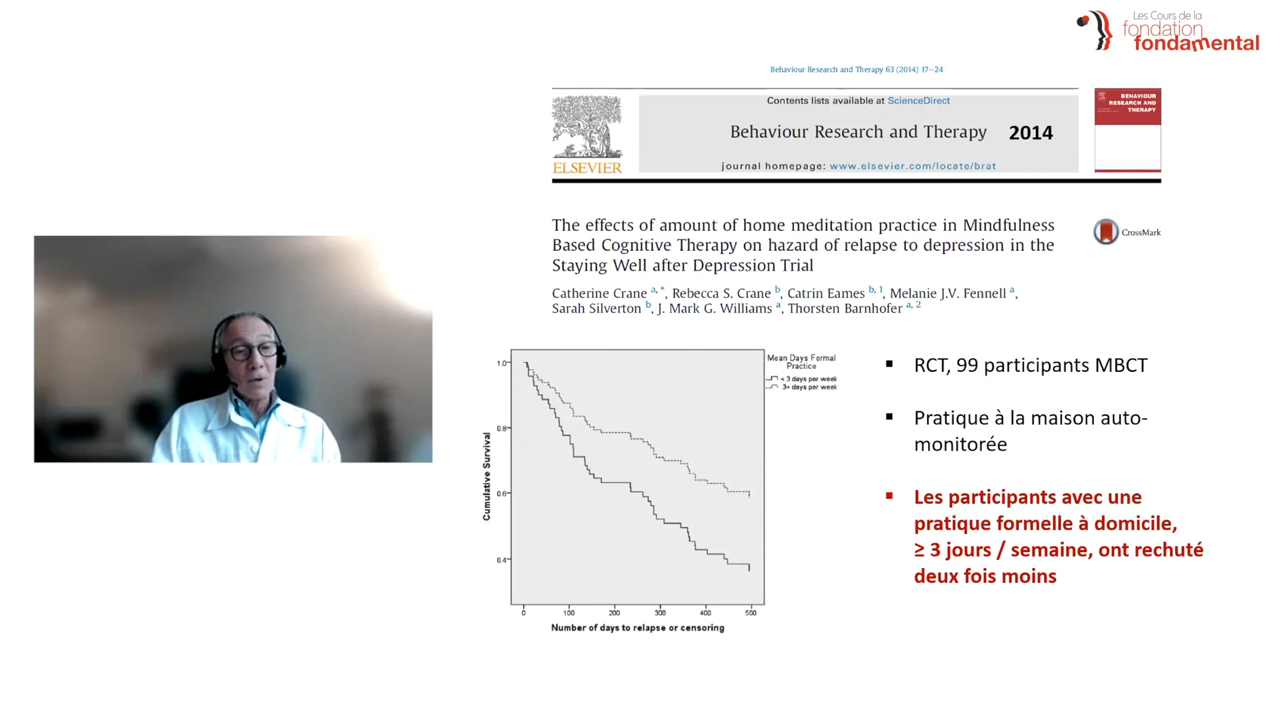 Les Cours de la
fondation
fondamental
Behaviour Research and Therapy 63 (2014) 17–24
Contents lists available at ScienceDirect
Behaviour Research and Therapy 2014
journal homepage: www.elsevier.com/locate/brat
ELSEVIER
BEHAVIOUR
RESEARCH AND
THERAPY
The effects of amount of home meditation practice in Mindfulness
Based Cognitive Therapy on hazard of relapse to depression in the
Staying Well after Depression Trial
CrossMark
Catherine Crane a,*, Rebecca S. Crane b, Catrin Eames b, 1, Melanie J.V. Fennell a,
Sarah Silverton b, J. Mark G. Williams a, Thorsten Barnhofer a, 2
Mean Days Formal
Practice
< 3 days per week
3+ days per week
1.0
0.8
0.6
0.4
Cumulative Survival
0 100 200 300 400 500
Number of days to relapse or censoring
▪ RCT, 99 participants MBCT
▪ Pratique à la maison auto-
monitorée
▪ Les participants avec une
pratique formelle à domicile,
≥ 3 jours / semaine, ont rechuté
deux fois moins